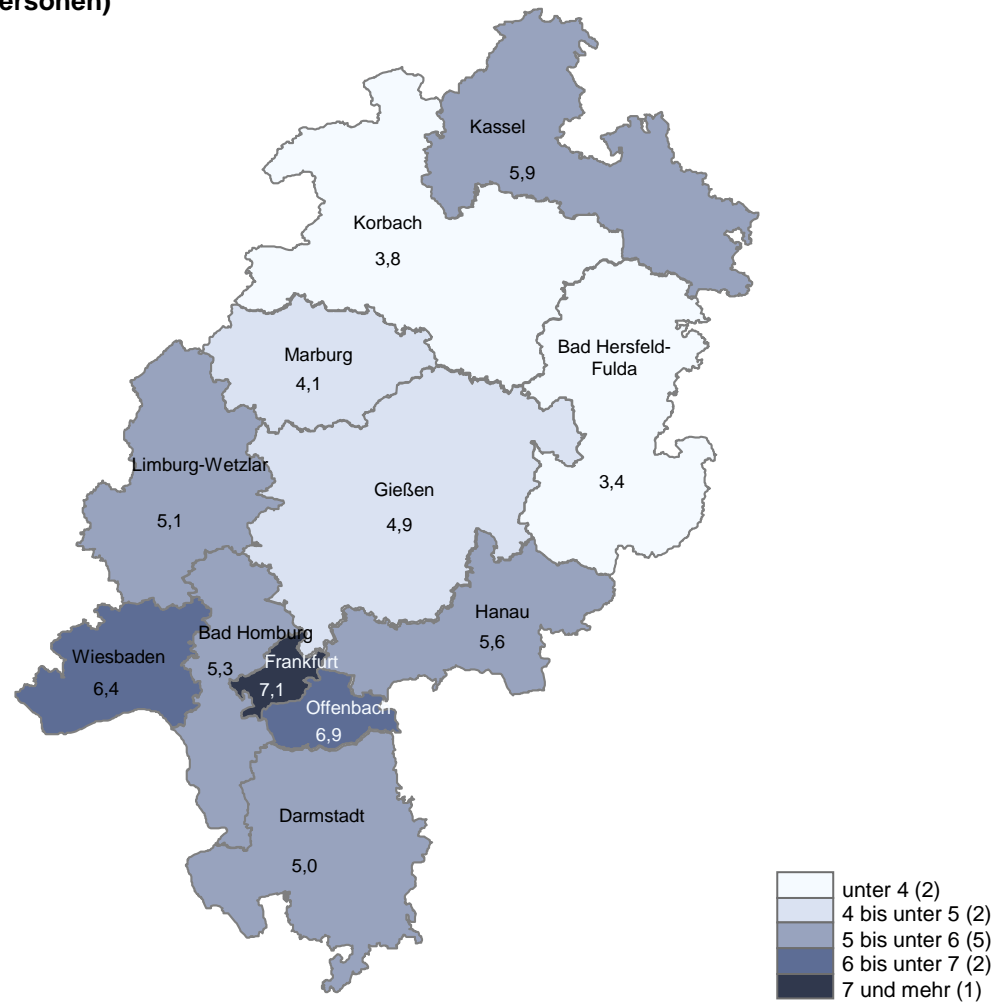 ersonen)
Kassel
5,9
Korbach
3,8
Bad Hersfeld-
Fulda
Marburg
4,1
Limburg-Wetzlar
5,1
Gießen
4,9
3,4
Hanau
5,6
Bad Homburg
5,3
Wiesbaden
6,4
Frankfurt
7,1
Offenbach
6,9
Darmstadt
5,0
unter 4 (2)
4 bis unter 5 (2)
5 bis unter 6 (5)
6 bis unter 7 (2)
7 und mehr (1)